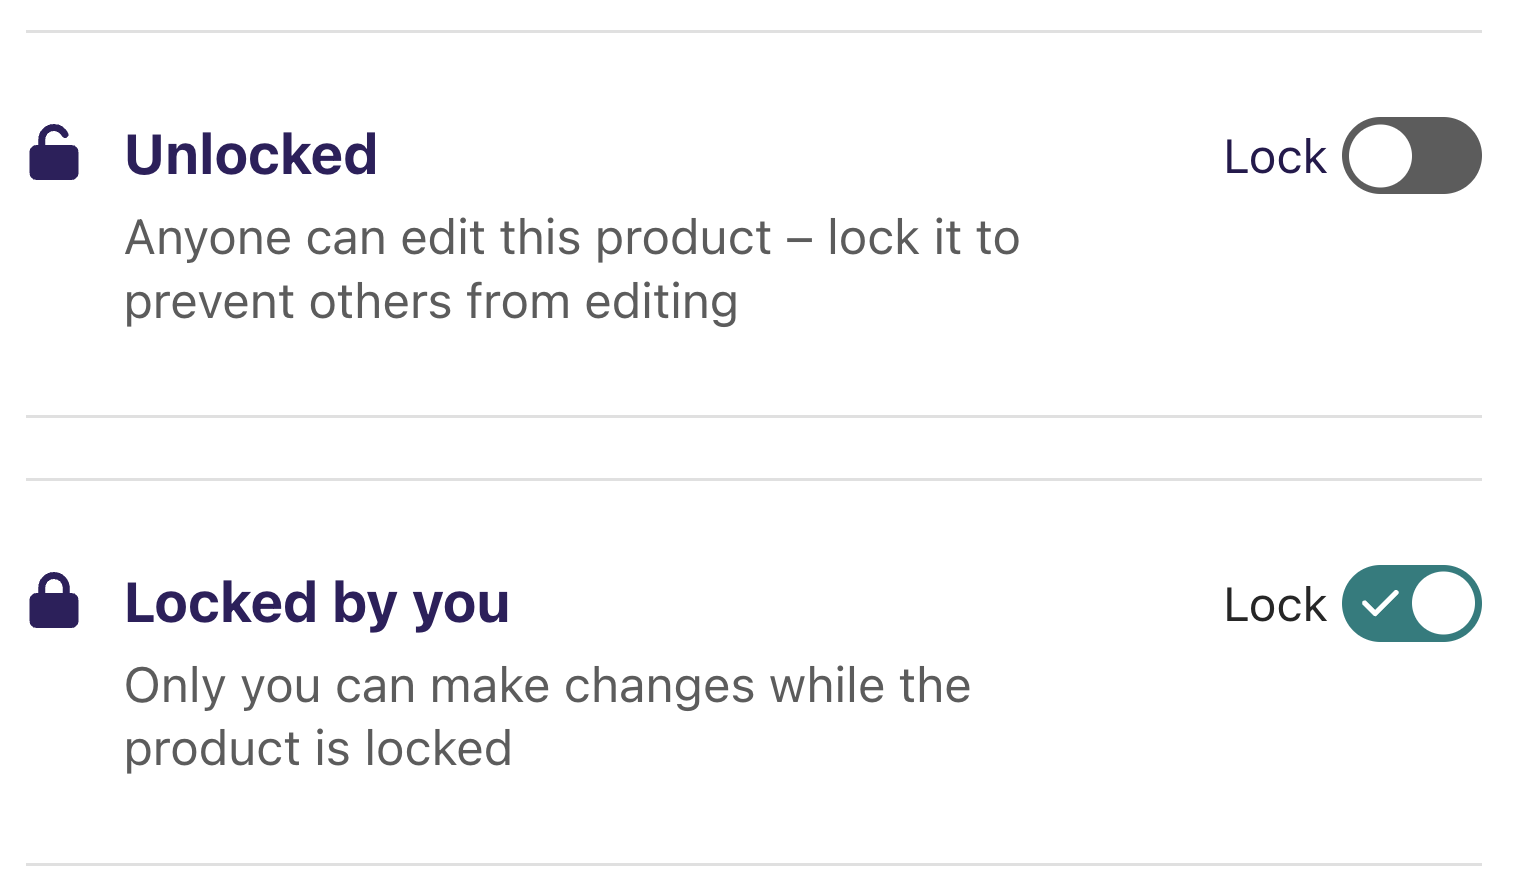 Unlocked
Lock
Anyone can edit this product – lock it to
prevent others from editing
Locked by you
Lock
Only you can make changes while the
product is locked